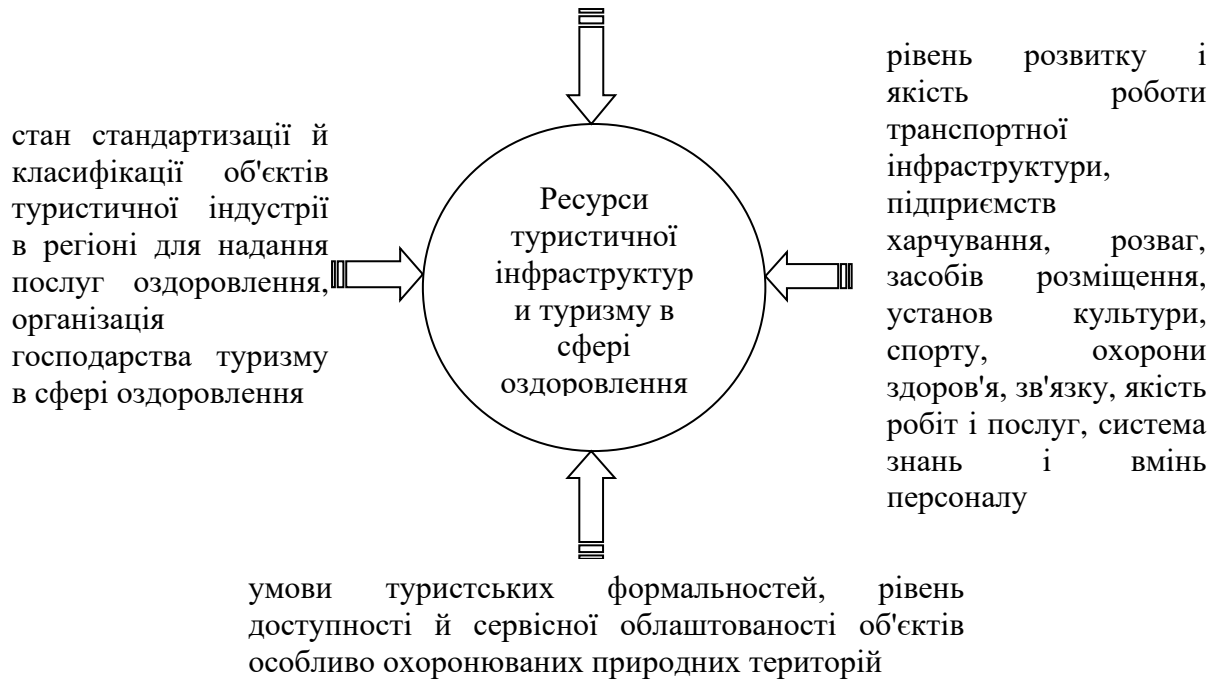 стан стандартизації й
класифікації об'єктів
туристичної індустрії
в регіоні для надання
послуг оздоровлення,
організація
господарства туризму
в сфері оздоровлення
Ресурси
туристичної
інфраструктур
и туризму в
сфері
оздоровлення
рівень розвитку і
якість роботи
транспортної
інфраструктури,
підприємств
харчування, розваг,
засобів розміщення,
установ культури,
спорту, охорони
здоров'я, зв'язку, якість
робіт і послуг, система
знань і вмінь
персоналу
умови туристських формальностей, рівень
доступності й сервісної облаштованості об'єктів
особливо охоронюваних природних територій